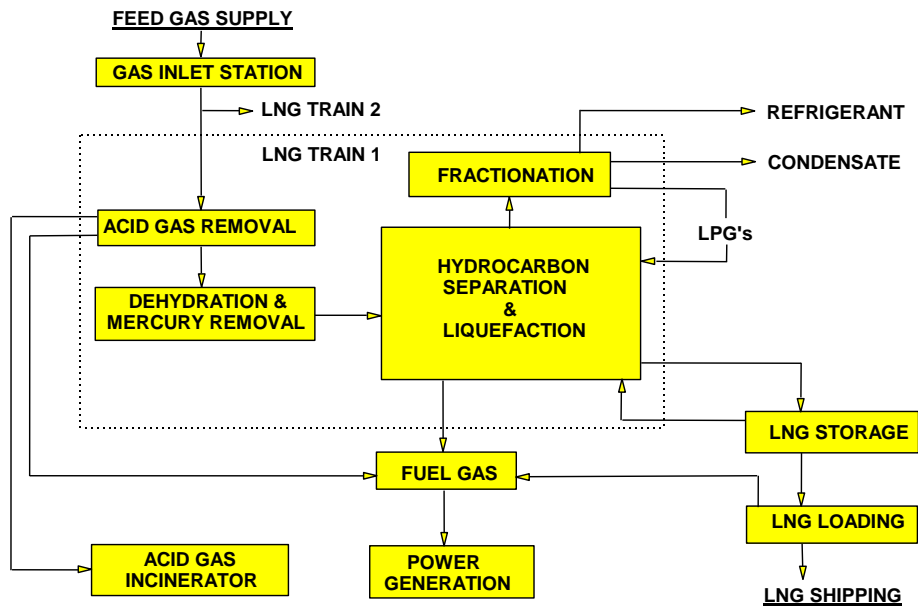 FEED GAS SUPPLY
GAS INLET STATION
LNG TRAIN 2
REFRIGERANT
LNG TRAIN 1
CONDENSATE
FRACTIONATION
ACID GAS REMOVAL
LPG's
HYDROCARBON
SEPARATION
&
LIQUEFACTION
DEHYDRATION &
MERCURY REMOVAL
LNG STORAGE
FUEL GAS
LNG LOADING
ACID GAS
INCINERATOR
POWER
GENERATION
LNG SHIPPING